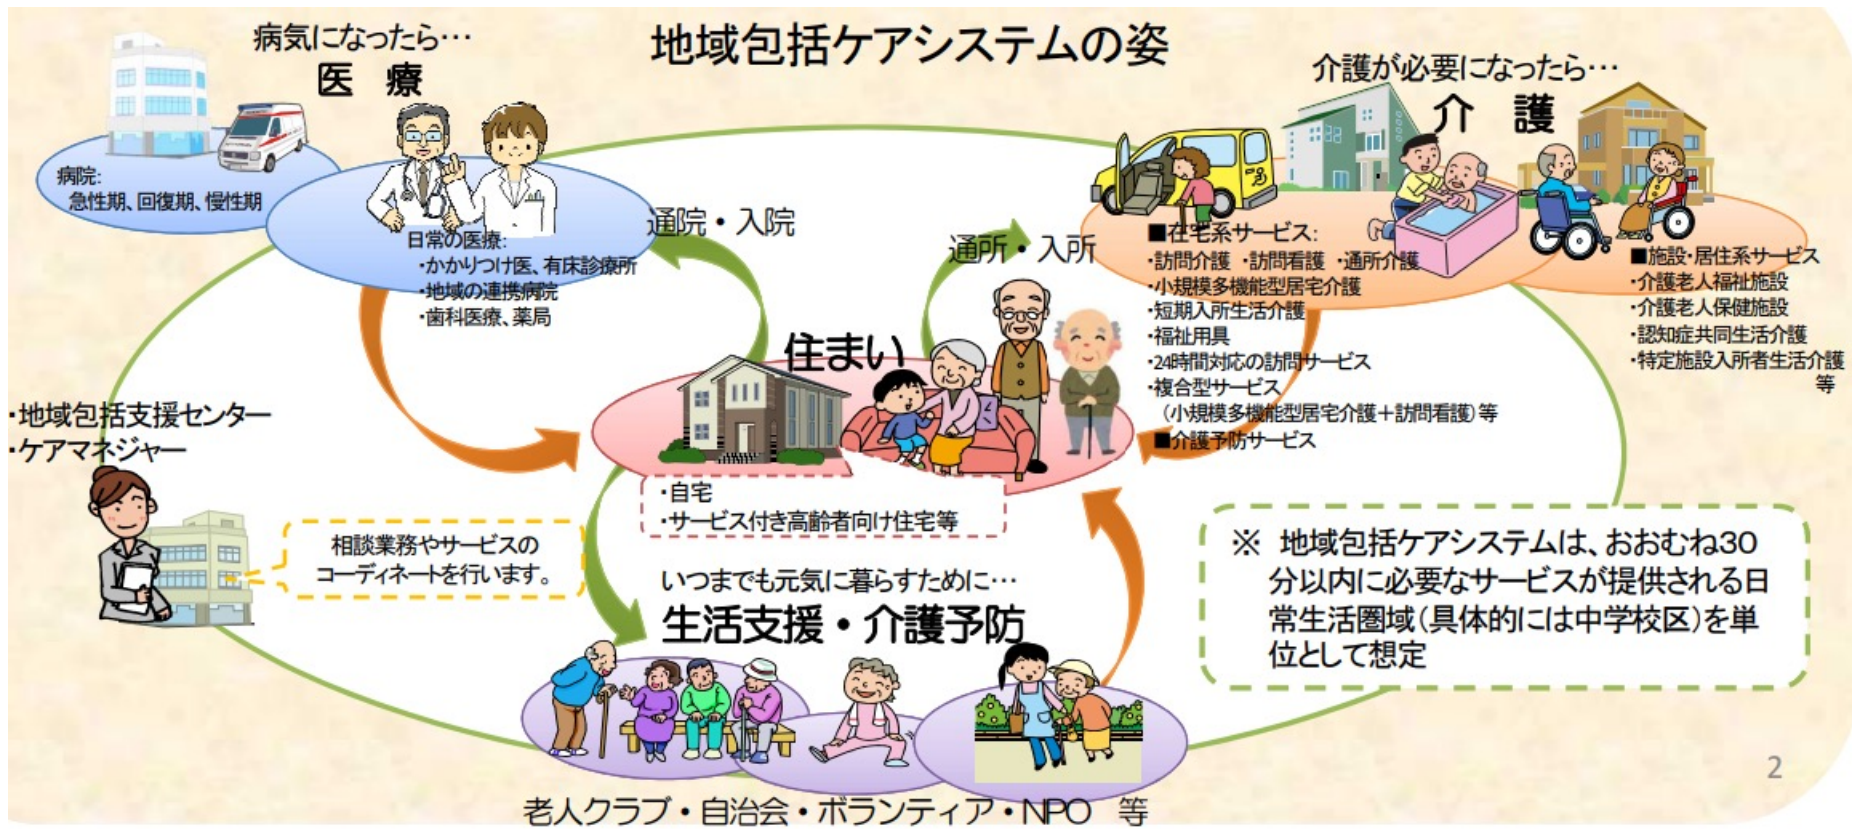 地域包括ケアシステムの姿
病気になったら…
医 療
病院:
急性期、回復期、慢性期
日常の医療:
・かかりつけ医、有床診療所
・地域の連携病院
・歯科医療、薬局
通院・入院
通所・入所
介護が必要になったら…
介 護
■在宅系サービス:
・訪問介護 ・訪問看護 ・通所介護
・小規模多機能型居宅介護
・短期入所生活介護
・福祉用具
・24時間対応の訪問サービス
・複合型サービス
(小規模多機能型居宅介護+訪問看護)等
■介護予防サービス
■施設・居住系サービス
・介護老人福祉施設
・介護老人保健施設
・認知症共同生活介護
・特定施設入所者生活介護
等
住まい
・自宅
・サービス付き高齢者向け住宅等
・地域包括支援センター
・ケアマネジャー
相談業務やサービスの
コーディネートを行います。
いつまでも元気に暮らすために…
生活支援・介護予防
老人クラブ・自治会・ボランティア・NPO 等
※ 地域包括ケアシステムは、おおむね30
分以内に必要なサービスが提供される日
常生活圏域(具体的には中学校区)を単
位として想定
2